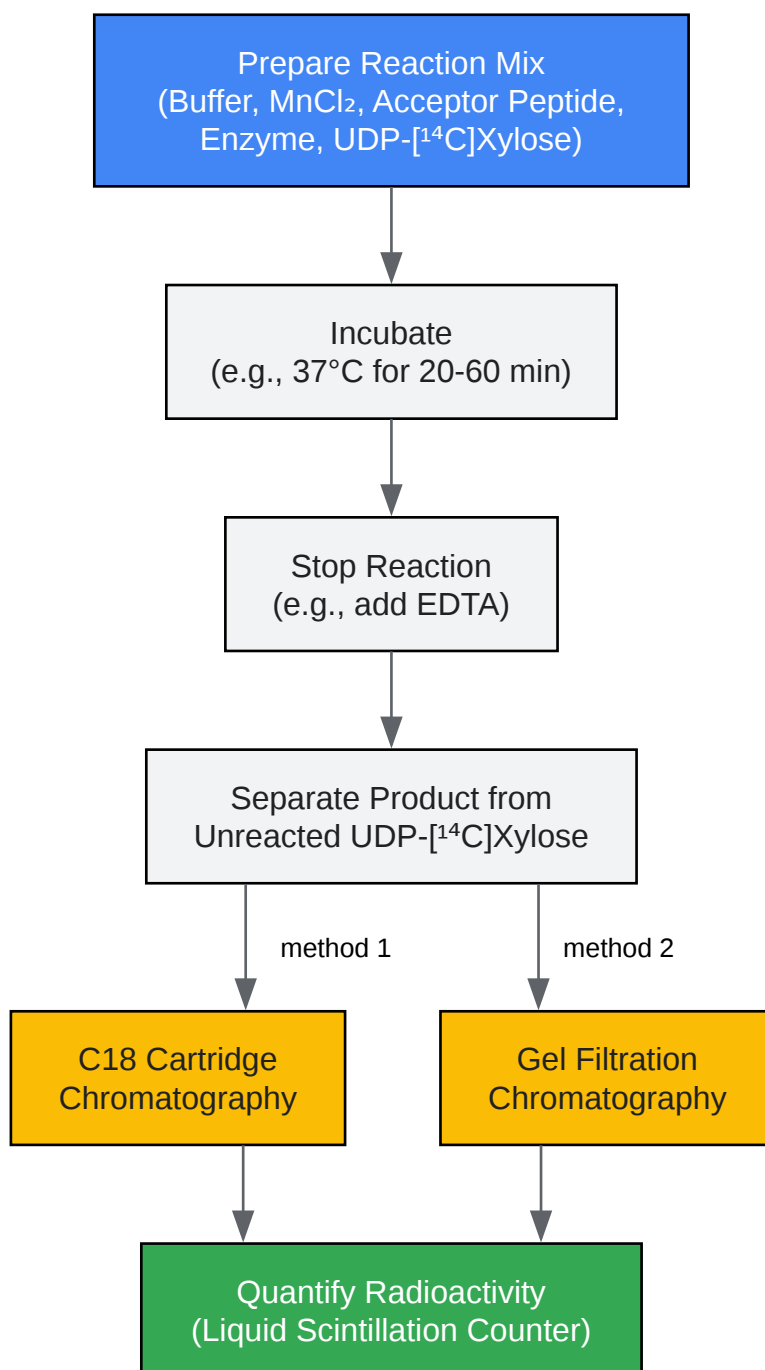 Prepare Reaction Mix
(Buffer, MnCl₂, Acceptor Peptide,
Enzyme, UDP-[¹⁴C]Xylose)
Incubate
(e.g., 37°C for 20-60 min)
Stop Reaction
(e.g., add EDTA)
Separate Product from
Unreacted UDP-[¹⁴C]Xylose
method 1
method 2
C18 Cartridge
Chromatography
Gel Filtration
Chromatography
Quantify Radioactivity
(Liquid Scintillation Counter)